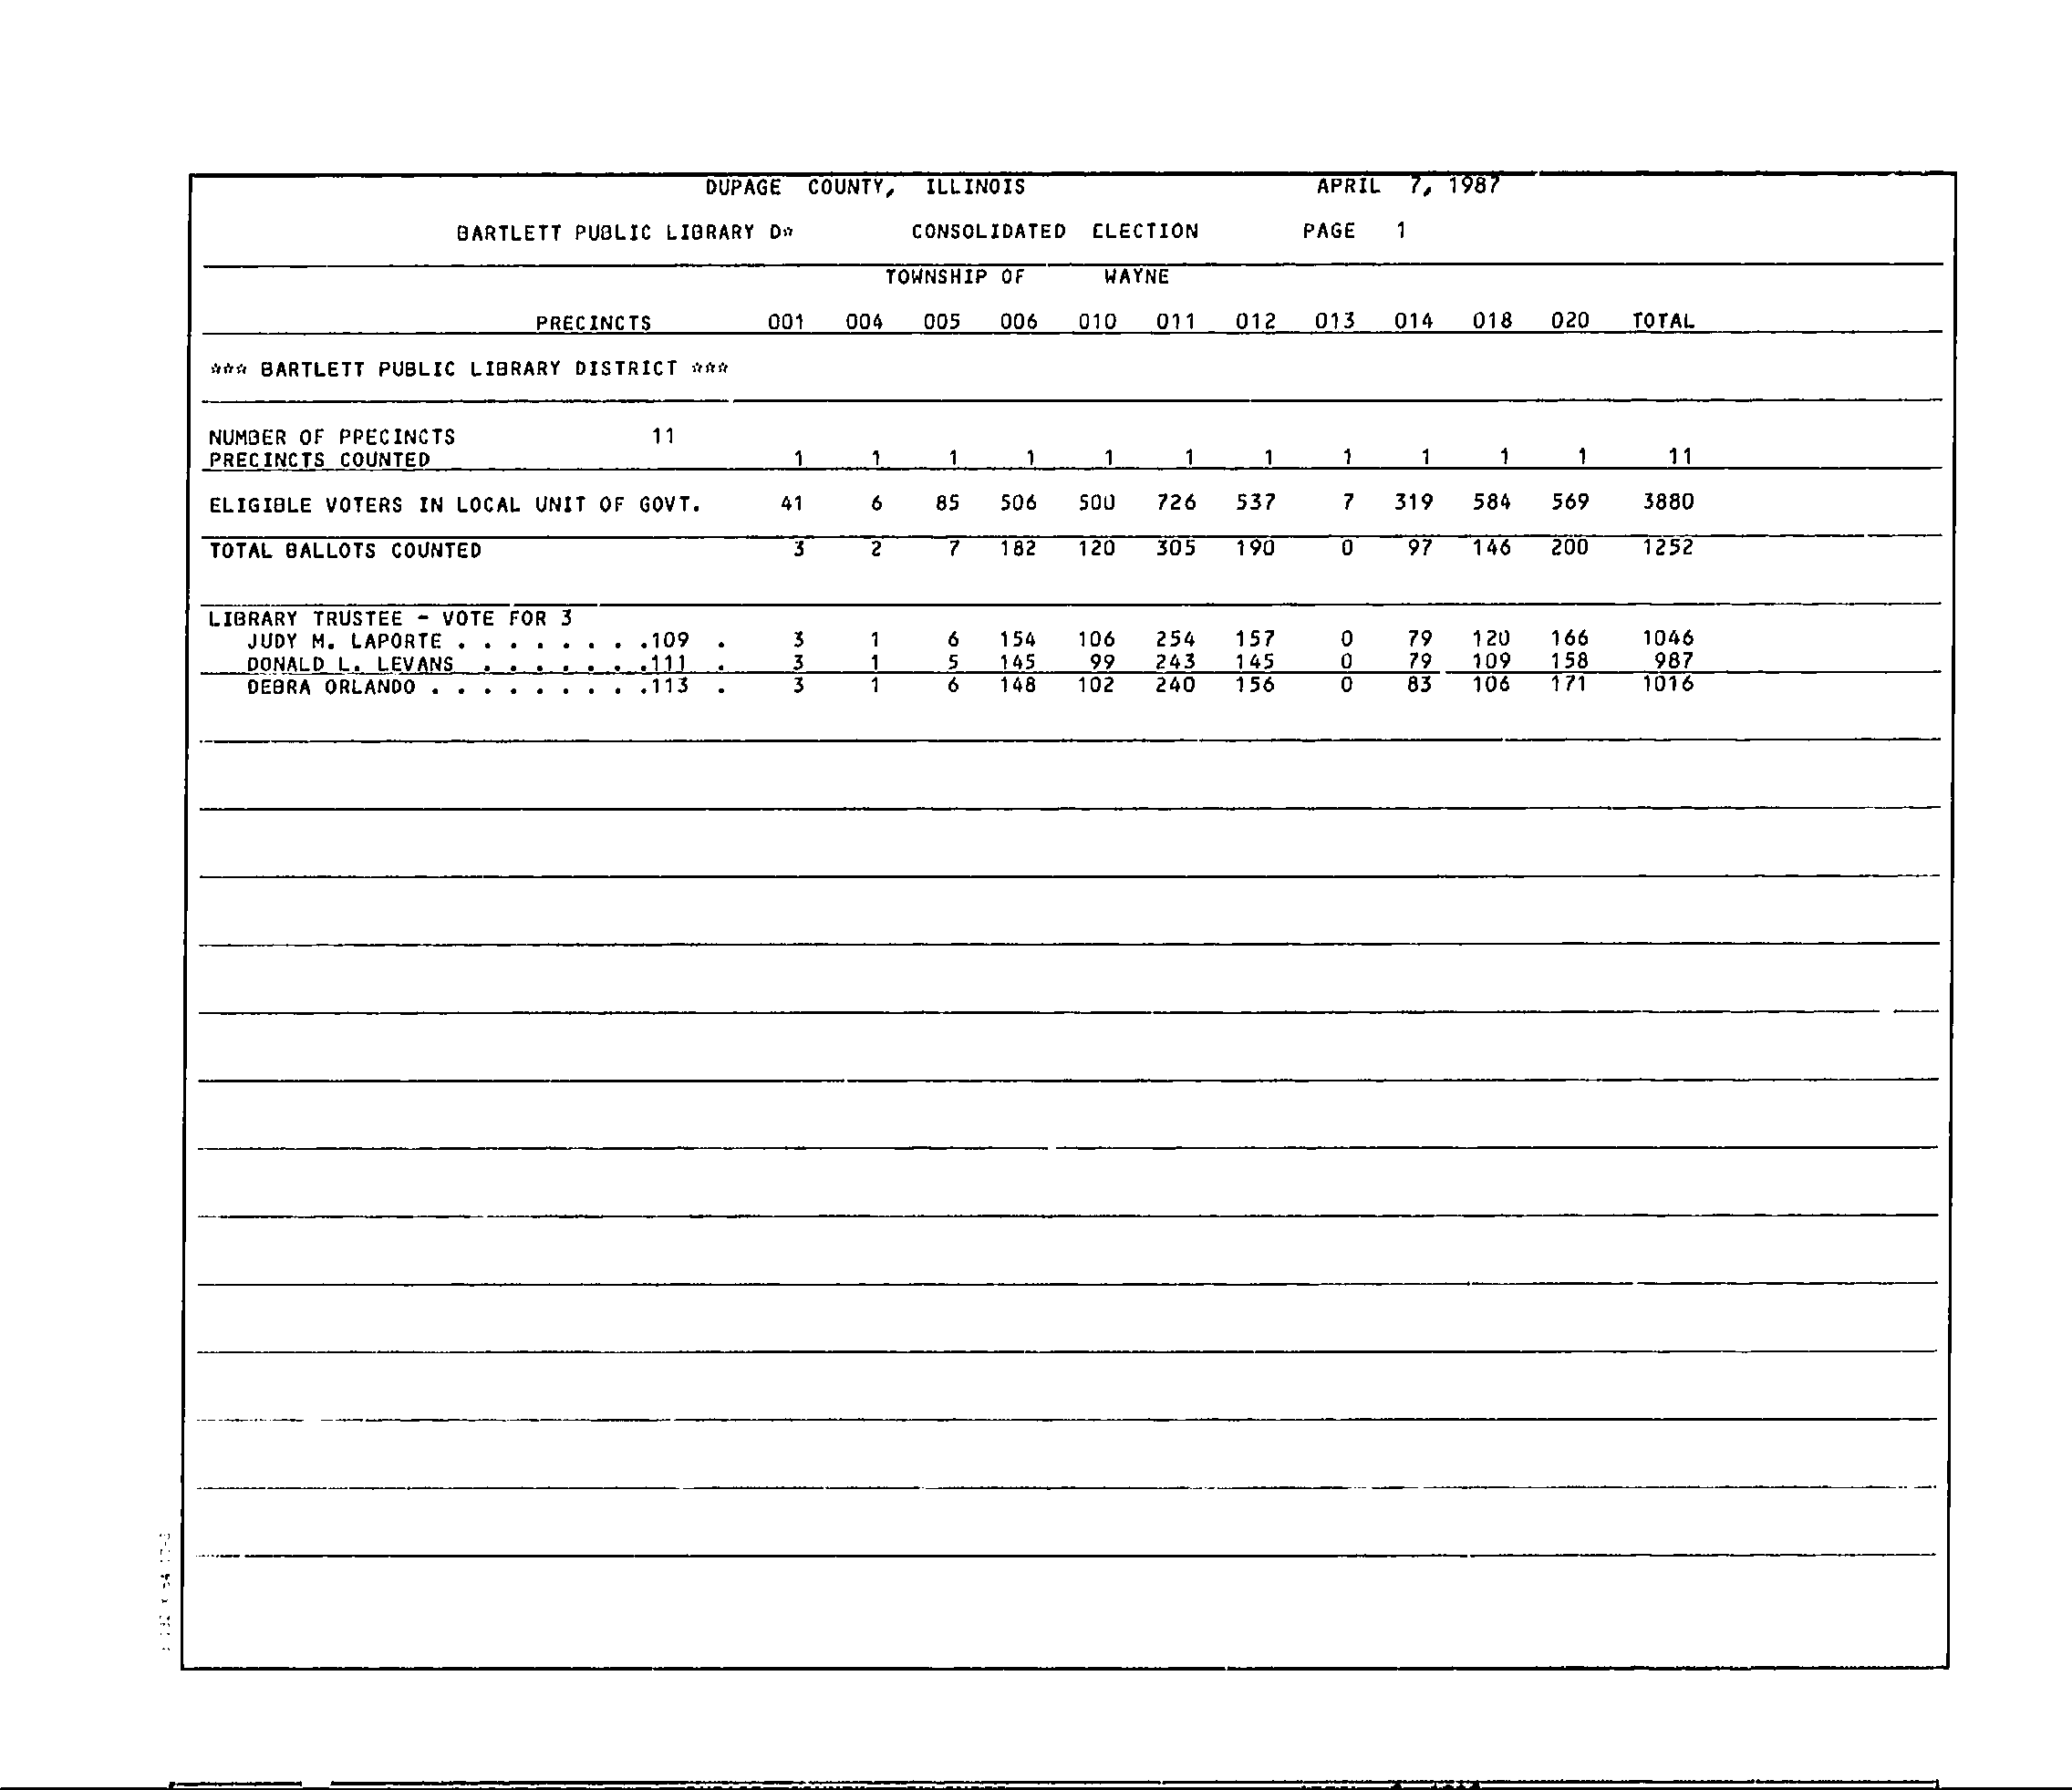 DUPAGE COUNTY, ILLINOIS APRIL 7, 1987
BARTLETT PUBLIC LIBRARY D* CONSOLIDATED ELECTION PAGE 1
TOWNSHIP OF WAYNE
PRECINCTS 001 004 005 006 010 011 012 013 014 018 020 TOTAL
*** BARTLETT PUBLIC LIBRARY DISTRICT ***
NUMBER OF PRECINCTS 11
PRECINCTS COUNTED 1 1 1 1 1 1 1 1 1 1 1 11
ELIGIBLE VOTERS IN LOCAL UNIT OF GOVT. 41 6 85 506 500 726 537 7 319 584 569 3880
TOTAL BALLOTS COUNTED 3 2 7 182 120 305 190 0 97 146 200 1252
LIBRARY TRUSTEE - VOTE FOR 3
JUDY M. LAPORTE . . . . . . . .109 . 3 1 6 154 106 254 157 0 79 120 166 1046
DONALD L. LEVANS . . . . . . .111 . 3 1 5 145 99 243 145 0 79 109 158 987
DEBRA ORLANDO . . . . . . . . .113 . 3 1 6 148 102 240 156 0 83 106 171 1016